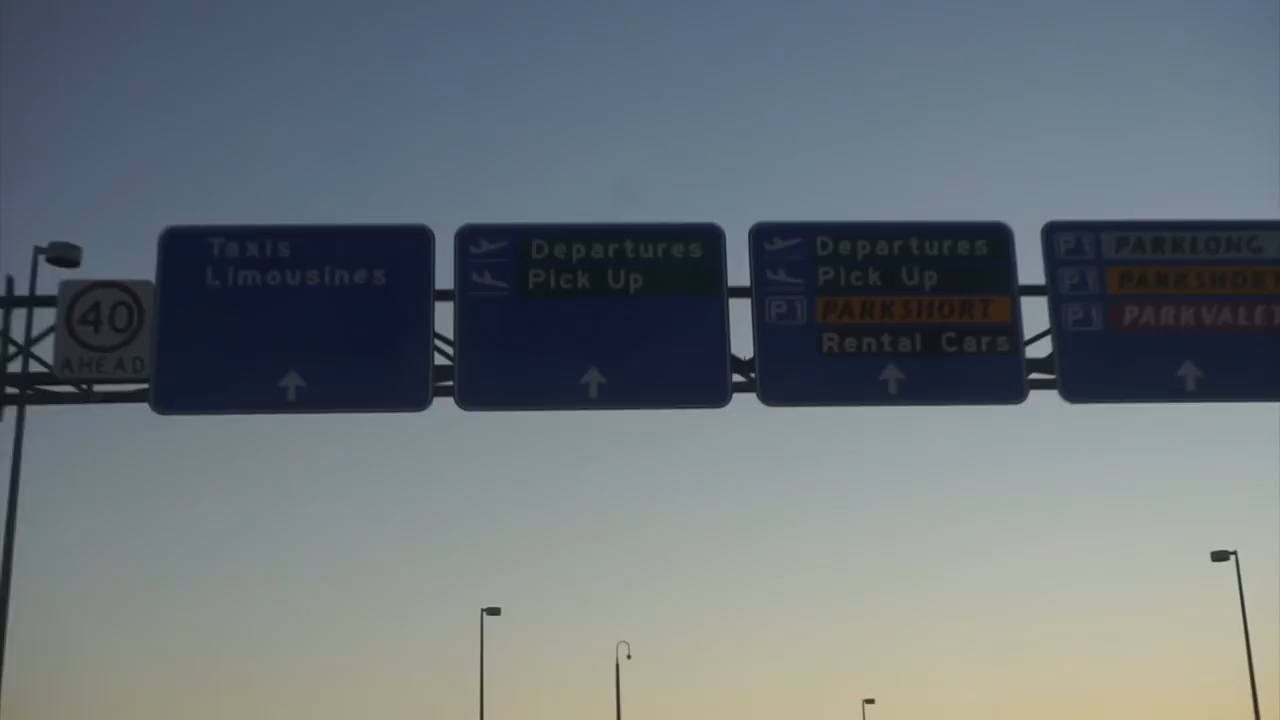 40
AHEAD
Taxis
Limousines
Departures
Pick Up
Departures
Pick Up
P1 PARKSHORT
Rental Cars
P1 PARKLONG
P1 PARKSHORT
P1 PARKVALET